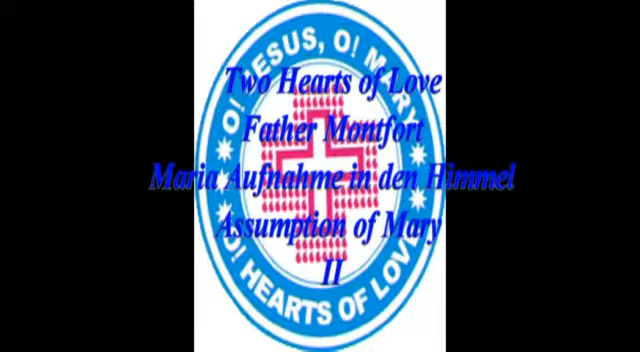 O! JESUS, O! MARY
Two Hearts of Love
Father Montfort
Maria Aufnahme in den Himmel
Assumption of Mary
II
O! HEARTS OF LOVE